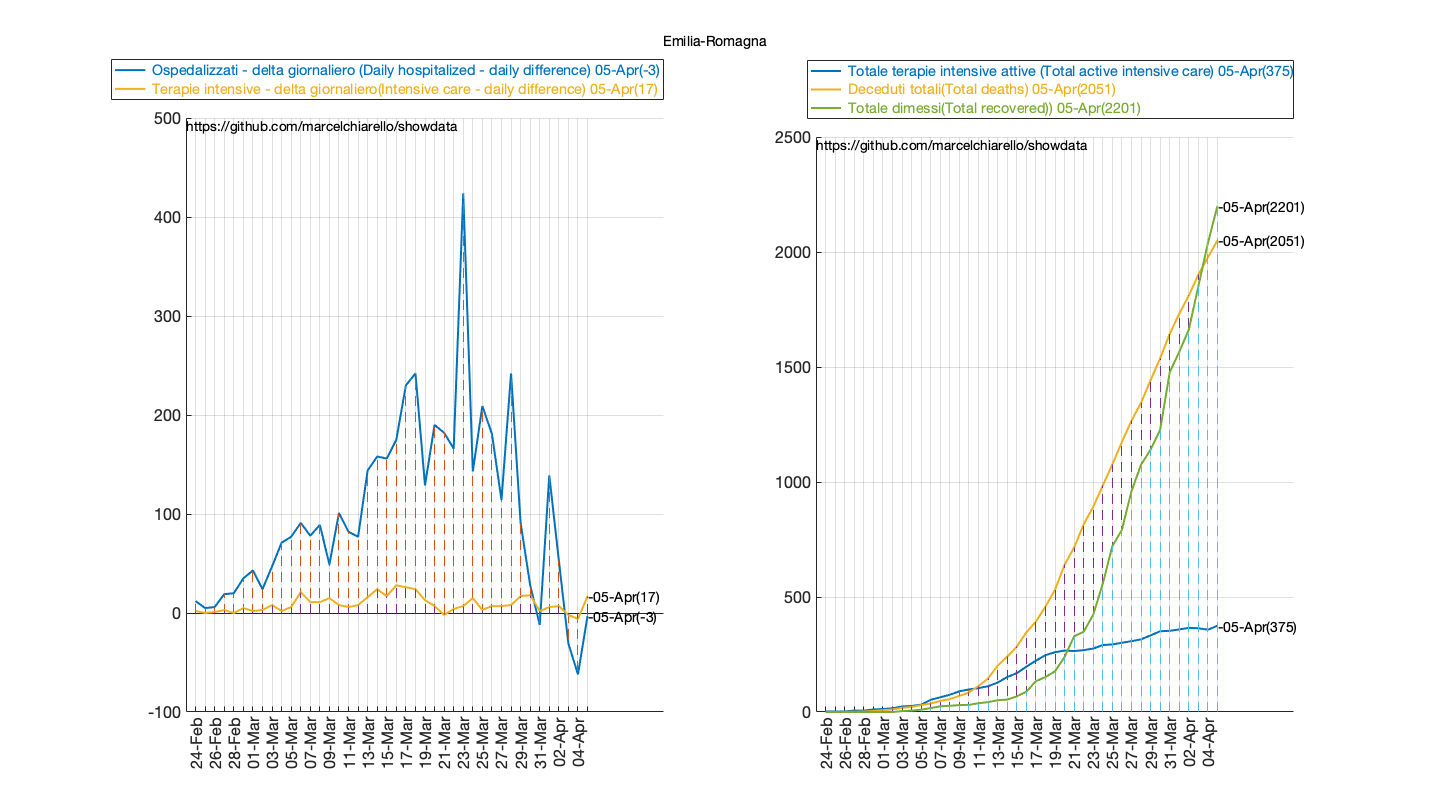 Emilia-Romagna
Ospedalizzati - delta giornaliero (Daily hospitalized - daily difference) 05-Apr(-3)
Terapie intensive - delta giornaliero(Intensive care - daily difference) 05-Apr(17)
https://github.com/marcelchiarello/showdata
500
400
300
200
100
0
-100
-05-Apr(17)
-05-Apr(-3)
24-Feb
26-Feb
28-Feb
01-Mar
03-Mar
05-Mar
07-Mar
09-Mar
11-Mar
13-Mar
15-Mar
17-Mar
19-Mar
21-Mar
23-Mar
25-Mar
27-Mar
29-Mar
31-Mar
02-Apr
04-Apr
Totale terapie intensive attive (Total active intensive care) 05-Apr(375)
Deceduti totali(Total deaths) 05-Apr(2051)
Totale dimessi(Total recovered)) 05-Apr(2201)
https://github.com/marcelchiarello/showdata
2500
2000
1500
1000
500
0
-05-Apr(2201)
-05-Apr(2051)
-05-Apr(375)
24-Feb
26-Feb
28-Feb
01-Mar
03-Mar
05-Mar
07-Mar
09-Mar
11-Mar
13-Mar
15-Mar
17-Mar
19-Mar
21-Mar
23-Mar
25-Mar
27-Mar
29-Mar
31-Mar
02-Apr
04-Apr